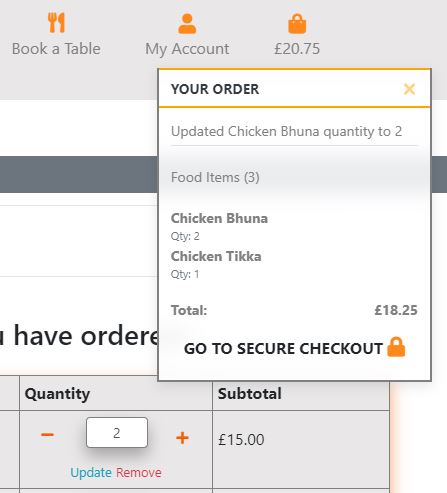 Book a Table
My Account
£20.75
YOUR ORDER
Updated Chicken Bhuna quantity to 2
Food Items (3)
Chicken Bhuna
Qty: 2
Chicken Tikka
Qty: 1
Total: £18.25
GO TO SECURE CHECKOUT
have ordere
Quantity Subtotal
− 2 + £15.00
Update Remove